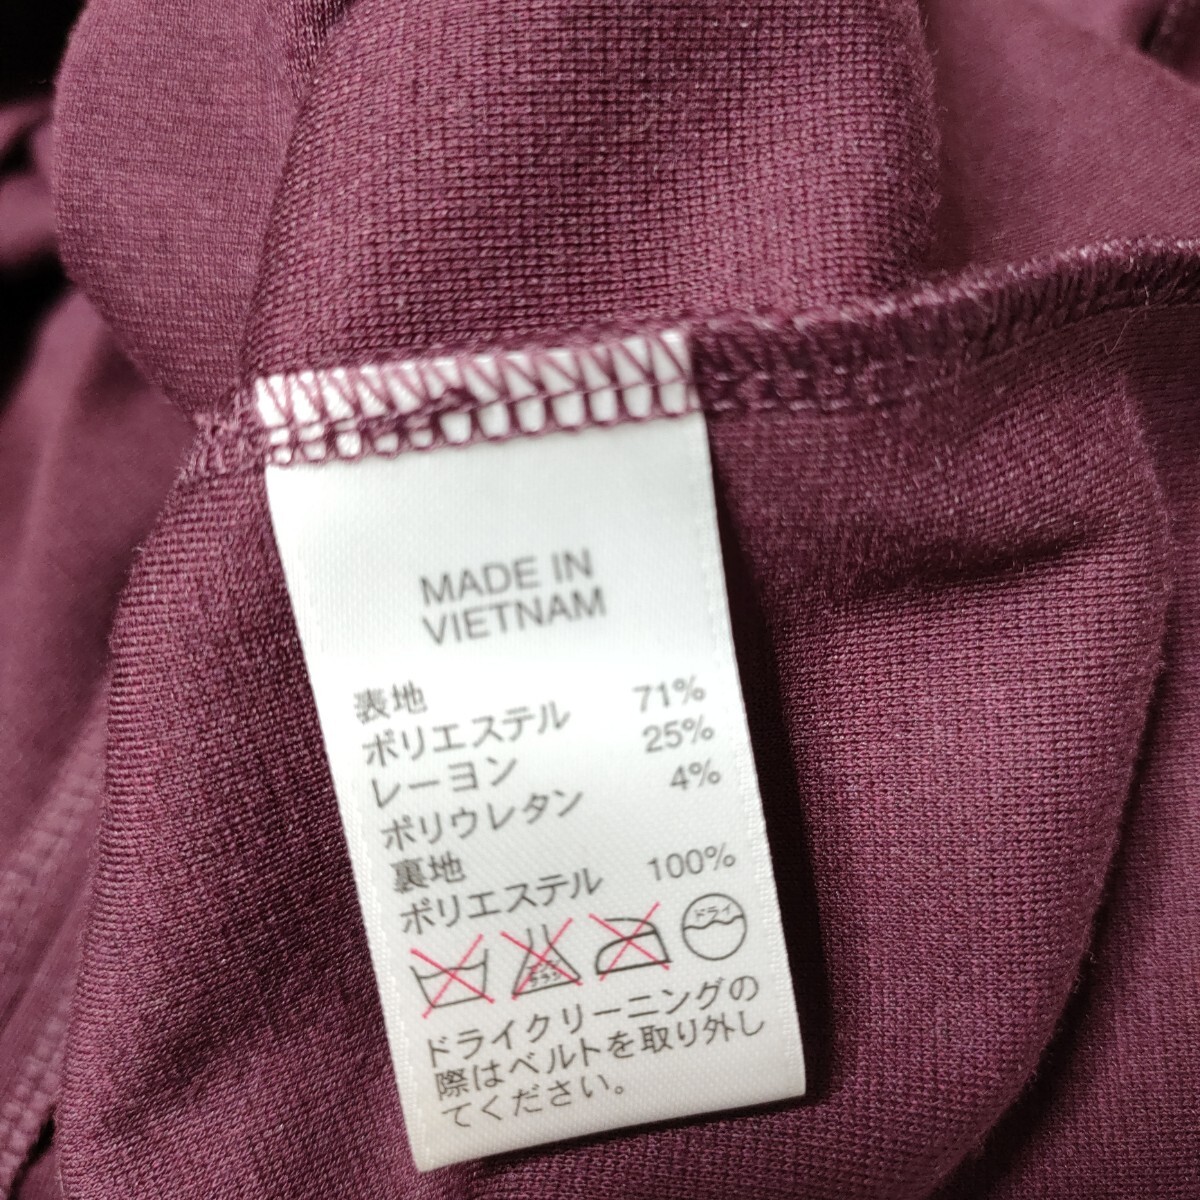 MADE IN
VIETNAM
表地
ポリエステル 71%
レーヨン 25%
ポリウレタン 4%
裏地
ポリエステル 100%
ドライ
ドライクリーニングの
際はベルトを取り外し
てください。